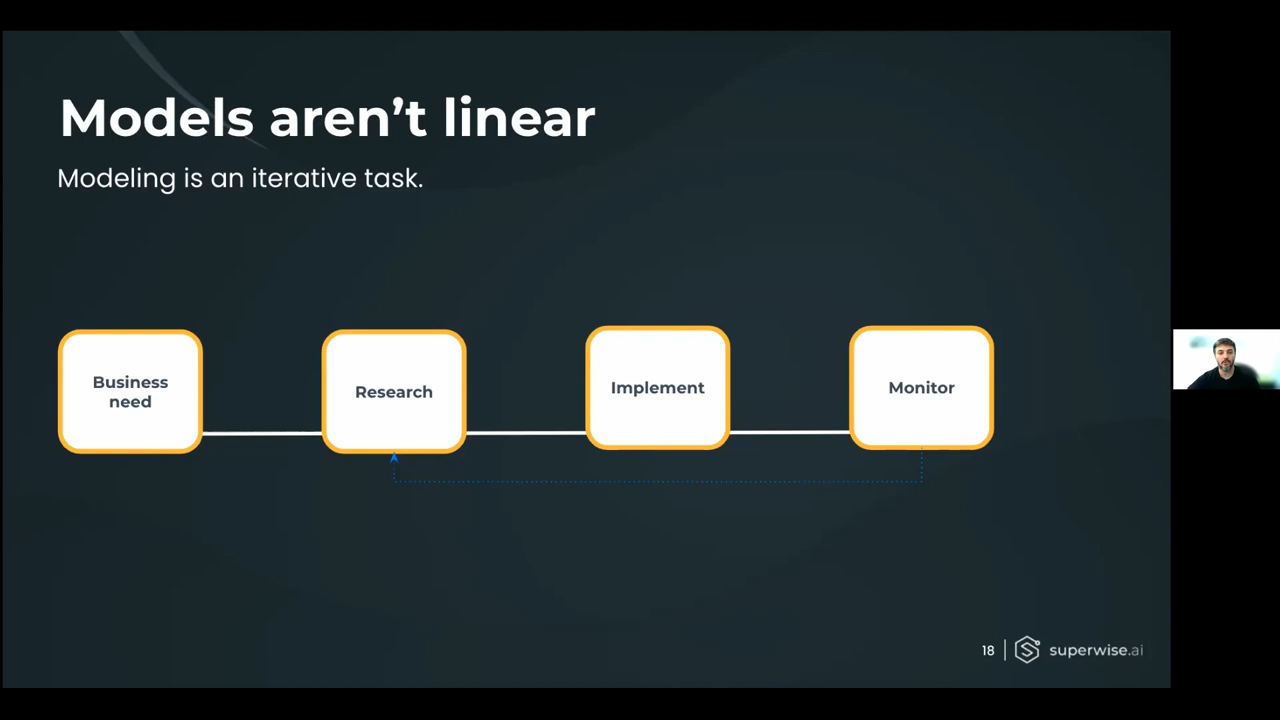 Models aren't linear
Modeling is an iterative task.
Business
need
Research
Implement
Monitor
18
superwise.ai